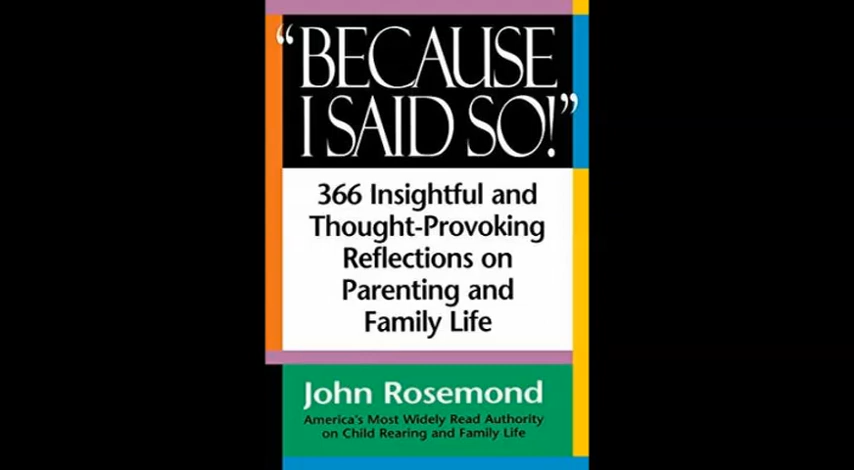 “BECAUSE
I SAID SO!”
366 Insightful and
Thought-Provoking
Reflections on
Parenting and
Family Life
John Rosemond
America's Most Widely Read Authority
on Child Rearing and Family Life